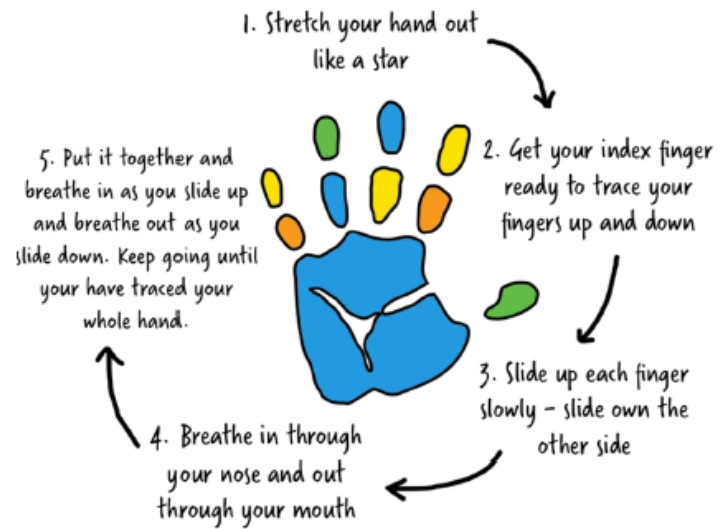 1. Stretch your hand out
like a star
2. Get your index finger
ready to trace your
fingers up and down
3. Slide up each finger
slowly - slide own the
other side
4. Breathe in through
your nose and out
through your mouth
5. Put it together and
breathe in as you slide up
and breathe out as you
slide down. Keep going until
your have traced your
whole hand.